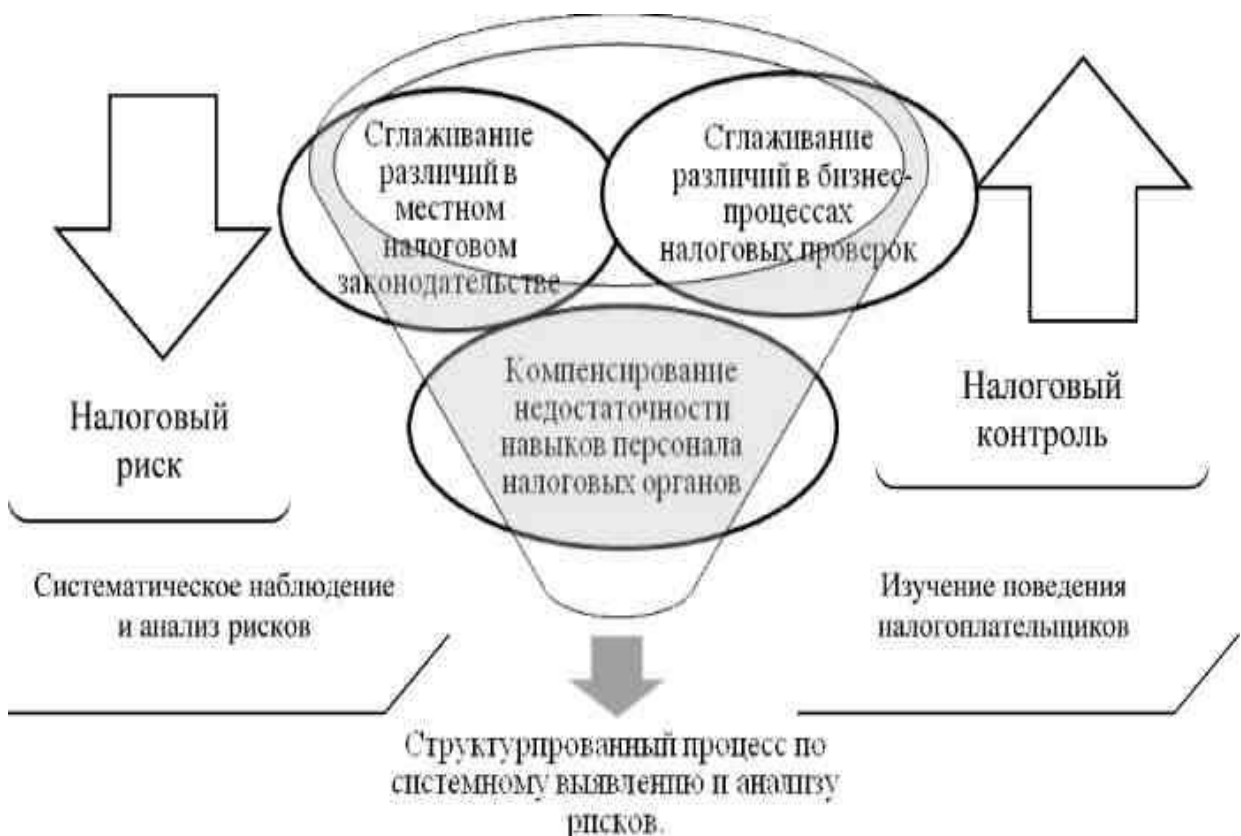 Сглаживание
различий в
местном
налоговом
законодательстве
Сглаживание
различий в бизнес-
процессах
налоговых проверок
Компенсирование
недостаточности
навыков персонала
налоговых органов
Налоговый
риск
Налоговый
контроль
Систематическое наблюдение
и анализ рисков
Изучение поведения
налогоплательщиков
Структурированный процесс по
системному выявлению и анализу
рисков.